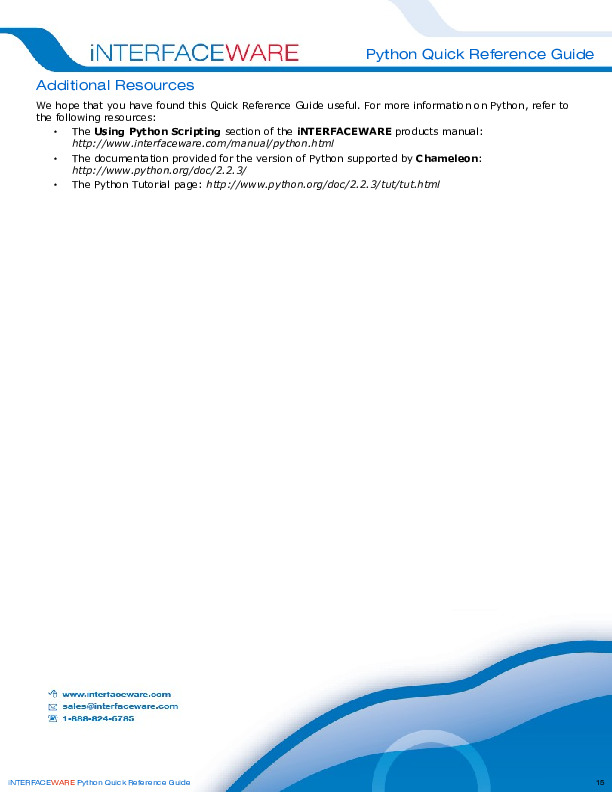 iNTERFACEWARE
Python Quick Reference Guide
Additional Resources
We hope that you have found this Quick Reference Guide useful. For more information on Python, refer to
the following resources:
• The Using Python Scripting section of the iNTERFACEWARE products manual:
http://www.interfaceware.com/manual/python.html
• The documentation provided for the version of Python supported by Chameleon:
http://www.python.org/doc/2.2.3/
• The Python Tutorial page: http://www.python.org/doc/2.2.3/tut/tut.html
www.interfaceware.com
sales@interfaceware.com
1-888-824-6785
iNTERFACEWARE Python Quick Reference Guide
15